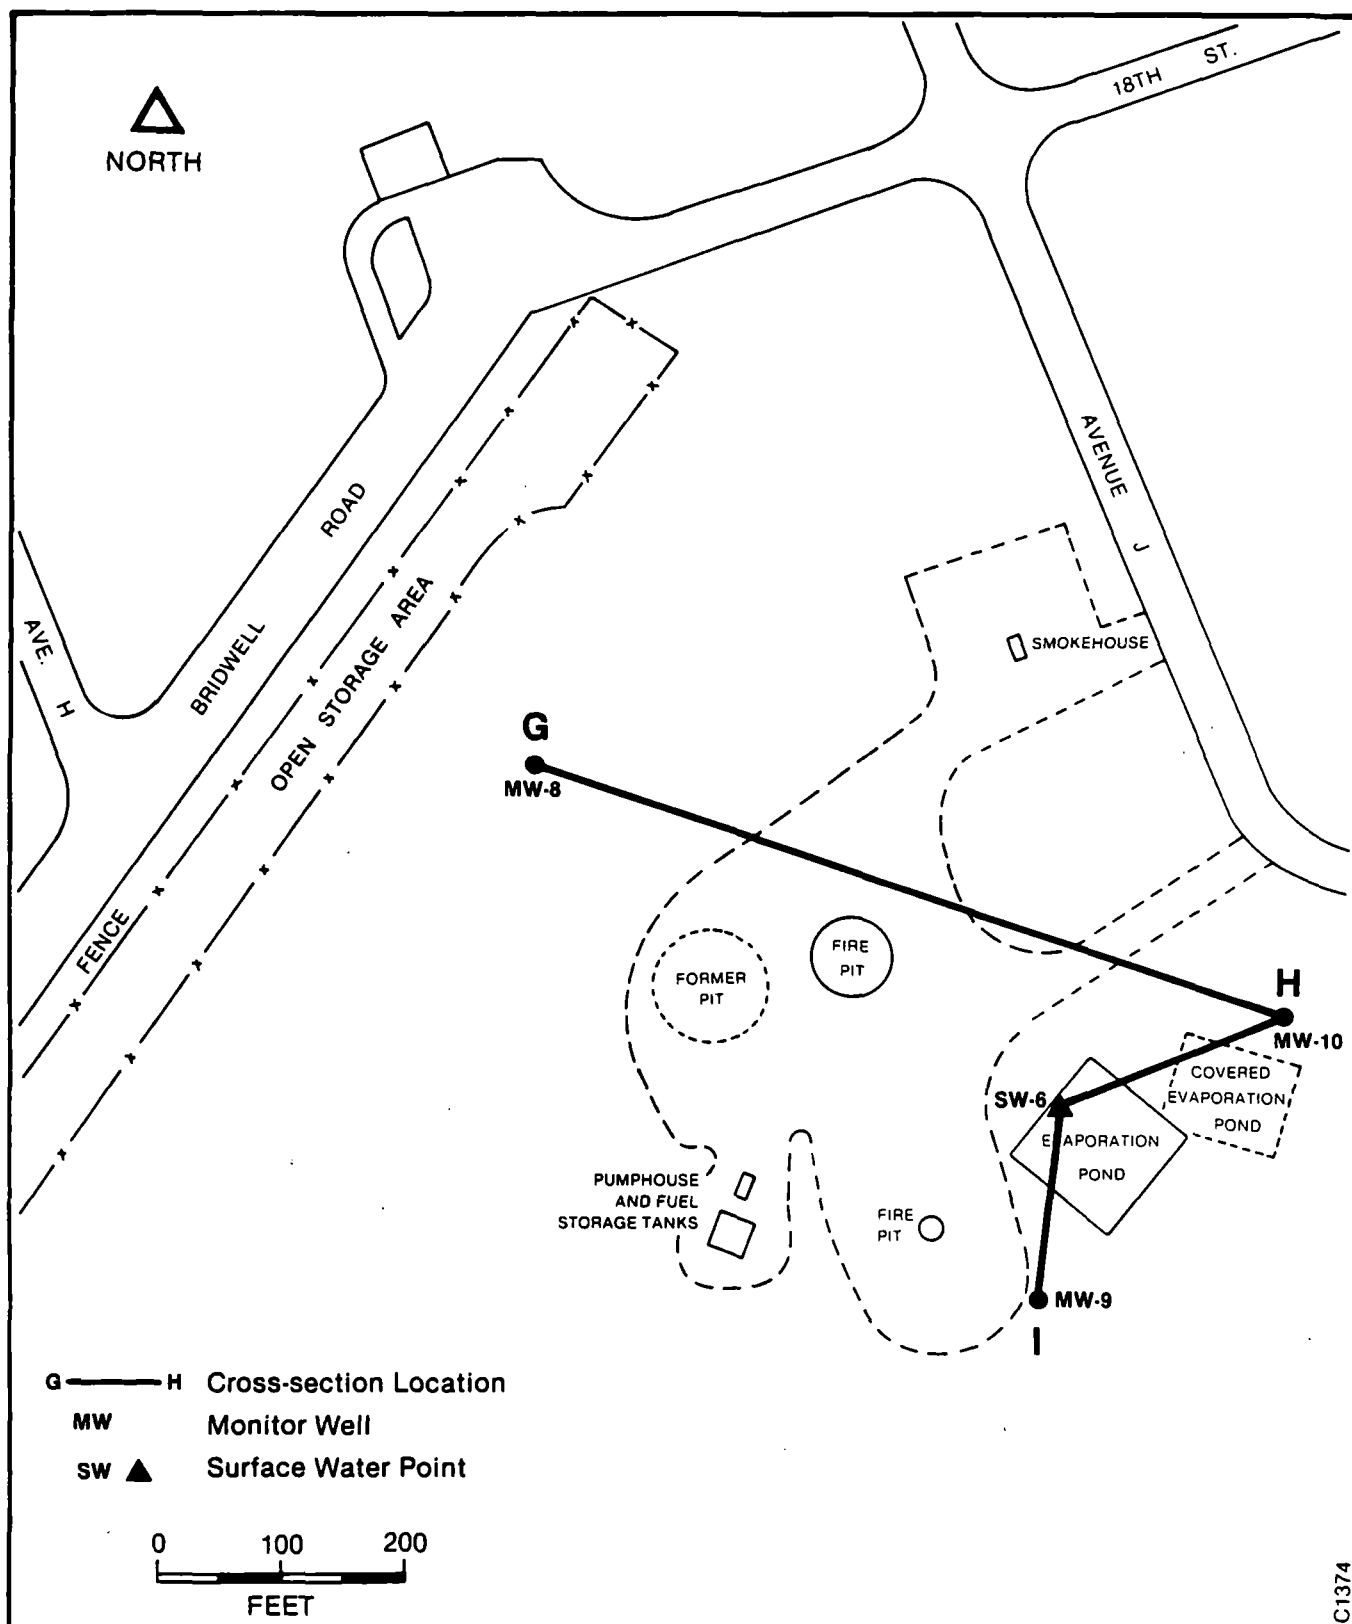 18TH ST.
NORTH
AVENUE J
ROAD
BRIDWELL
AVE. H
OPEN STORAGE AREA
FENCE
SMOKEHOUSE
G
MW-8
FIRE
PIT
FORMER
PIT
H
MW-10
COVERED
EVAPORATION
POND
SW-6
EVAPORATION
POND
PUMPHOUSE
AND FUEL
STORAGE TANKS
FIRE
PIT
MW-9
I
G H Cross-section Location
MW Monitor Well
SW Surface Water Point
0 100 200
FEET
C1374